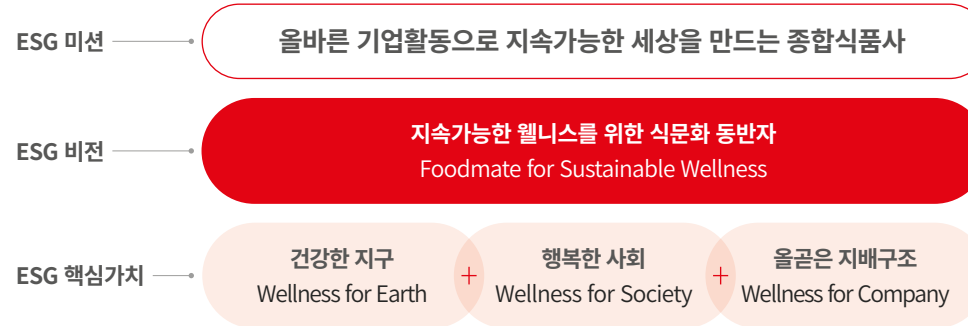 ESG 미션
올바른 기업활동으로 지속가능한 세상을 만드는 종합식품사
ESG 비전
지속가능한 웰니스를 위한 식문화 동반자
Foodmate for Sustainable Wellness
ESG 핵심가치
건강한 지구
Wellness for Earth
+
행복한 사회
Wellness for Society
+
올곧은 지배구조
Wellness for Company